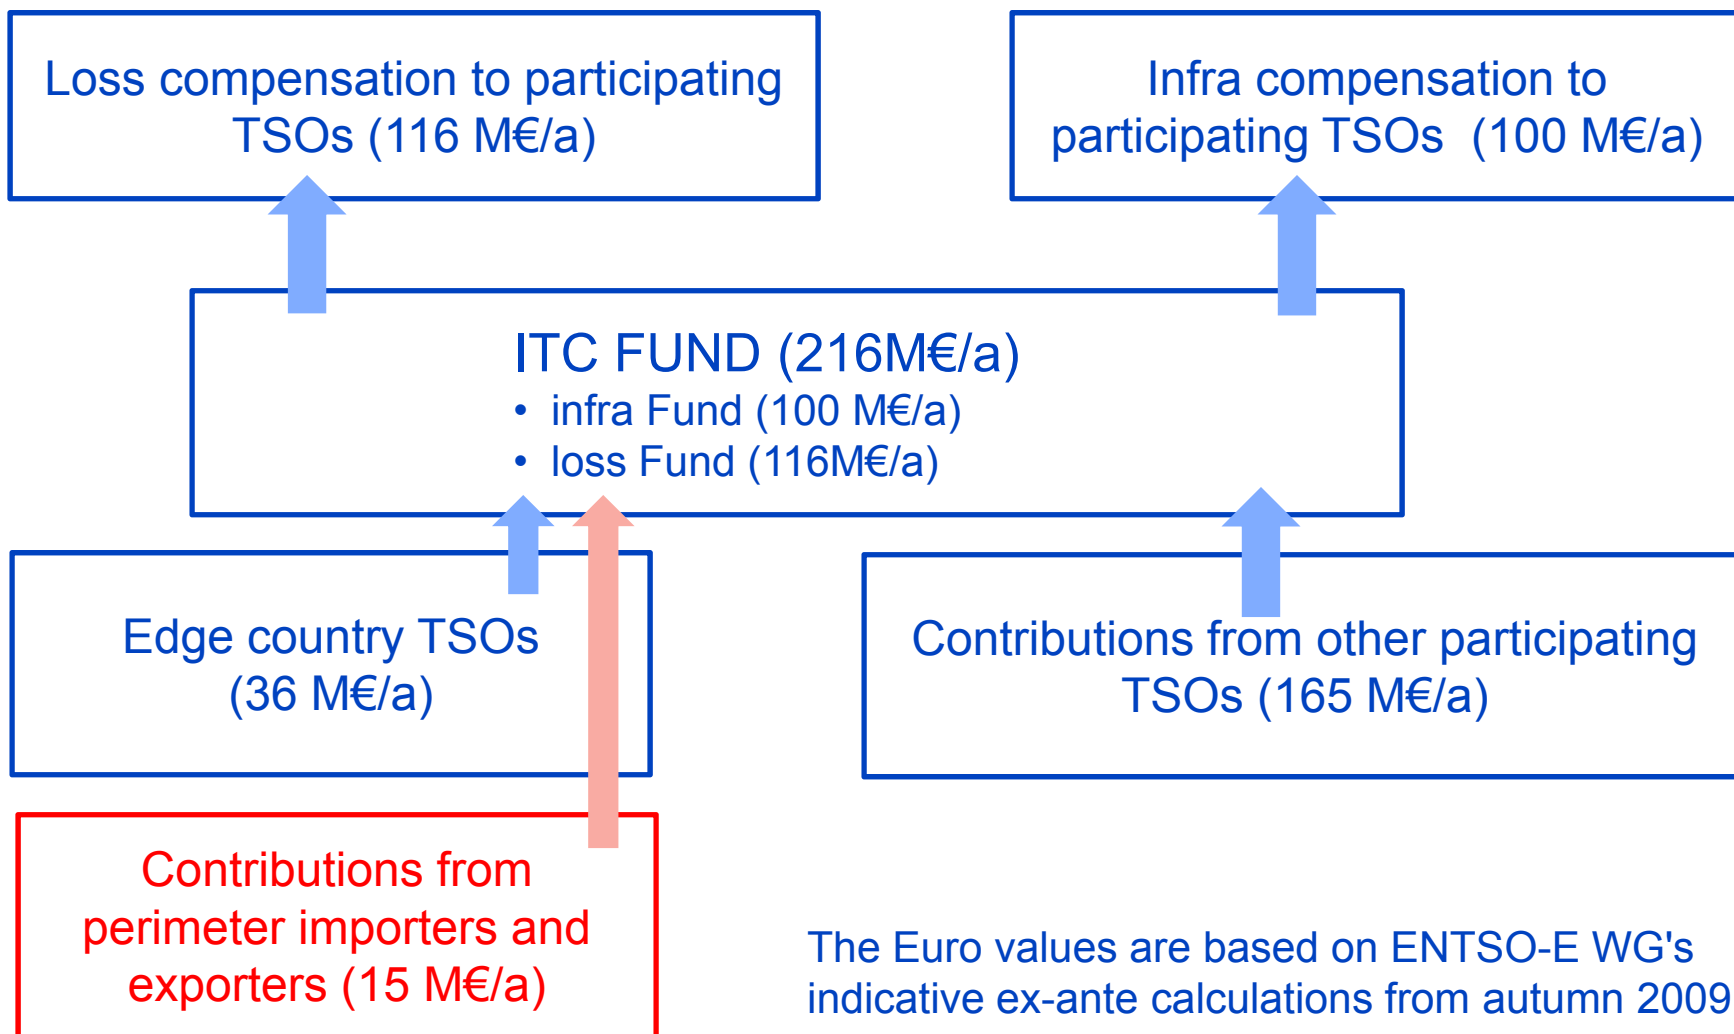 Loss compensation to participating
TSOs (116 M€/a)
Infra compensation to
participating TSOs  (100 M€/a)
ITC FUND (216M€/a)
• infra Fund (100 M€/a)
• loss Fund (116M€/a)
Edge country TSOs
(36 M€/a)
Contributions from other participating
TSOs (165 M€/a)
Contributions from
perimeter importers and
exporters (15 M€/a)
The Euro values are based on ENTSO-E WG's
indicative ex-ante calculations from autumn 2009